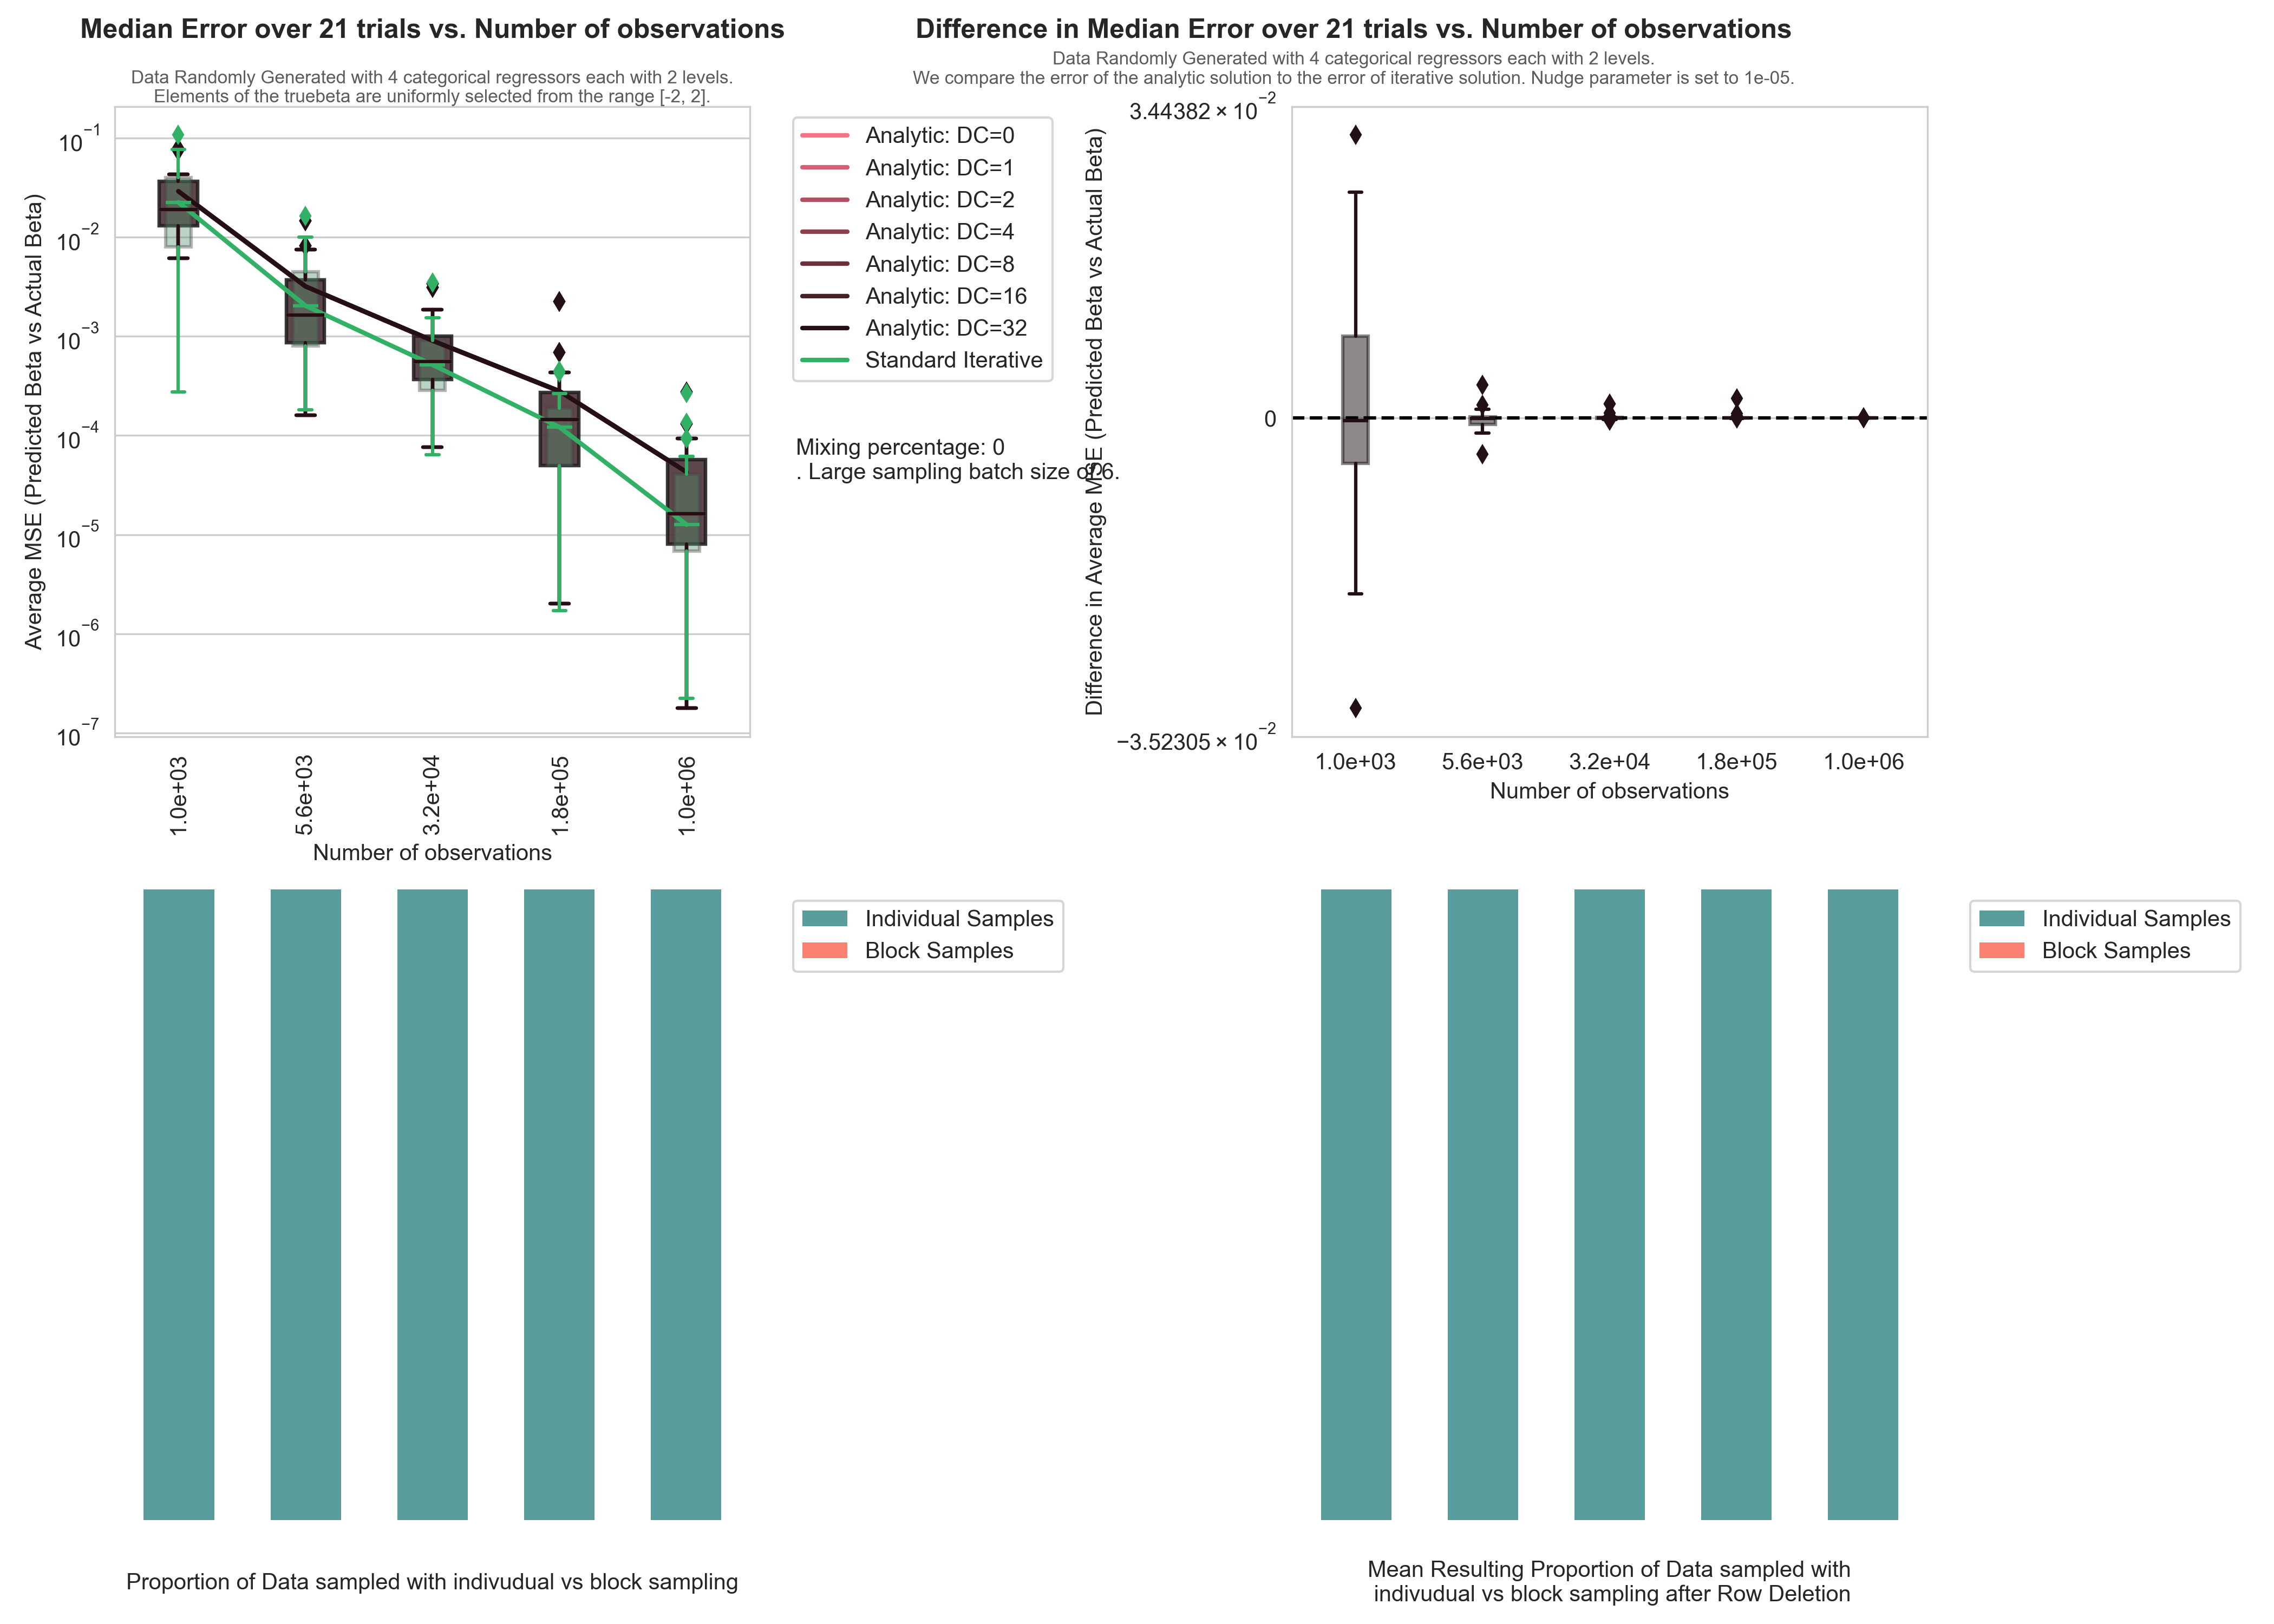 Median Error over 21 trials vs. Number of observations
Data Randomly Generated with 4 categorical regressors each with 2 levels.
Elements of the truebeta are uniformly selected from the range [-2, 2].
Average MSE (Predicted Beta vs Actual Beta)
10⁻¹
10⁻²
10⁻³
10⁻⁴
10⁻⁵
10⁻⁶
10⁻⁷
1.0e+03
5.6e+03
3.2e+04
1.8e+05
1.0e+06
Number of observations
Analytic: DC=0
Analytic: DC=1
Analytic: DC=2
Analytic: DC=4
Analytic: DC=8
Analytic: DC=16
Analytic: DC=32
Standard Iterative
Mixing percentage: 0
. Large sampling batch size of 6.
Difference in Median Error over 21 trials vs. Number of observations
Data Randomly Generated with 4 categorical regressors each with 2 levels.
We compare the error of the analytic solution to the error of iterative solution. Nudge parameter is set to 1e-05.
Difference in Average MSE (Predicted Beta vs Actual Beta)
3.44382 × 10⁻²
0
−3.52305 × 10⁻²
1.0e+03
5.6e+03
3.2e+04
1.8e+05
1.0e+06
Number of observations
Individual Samples
Block Samples
Proportion of Data sampled with indivudual vs block sampling
Individual Samples
Block Samples
Mean Resulting Proportion of Data sampled with
indivudual vs block sampling after Row Deletion